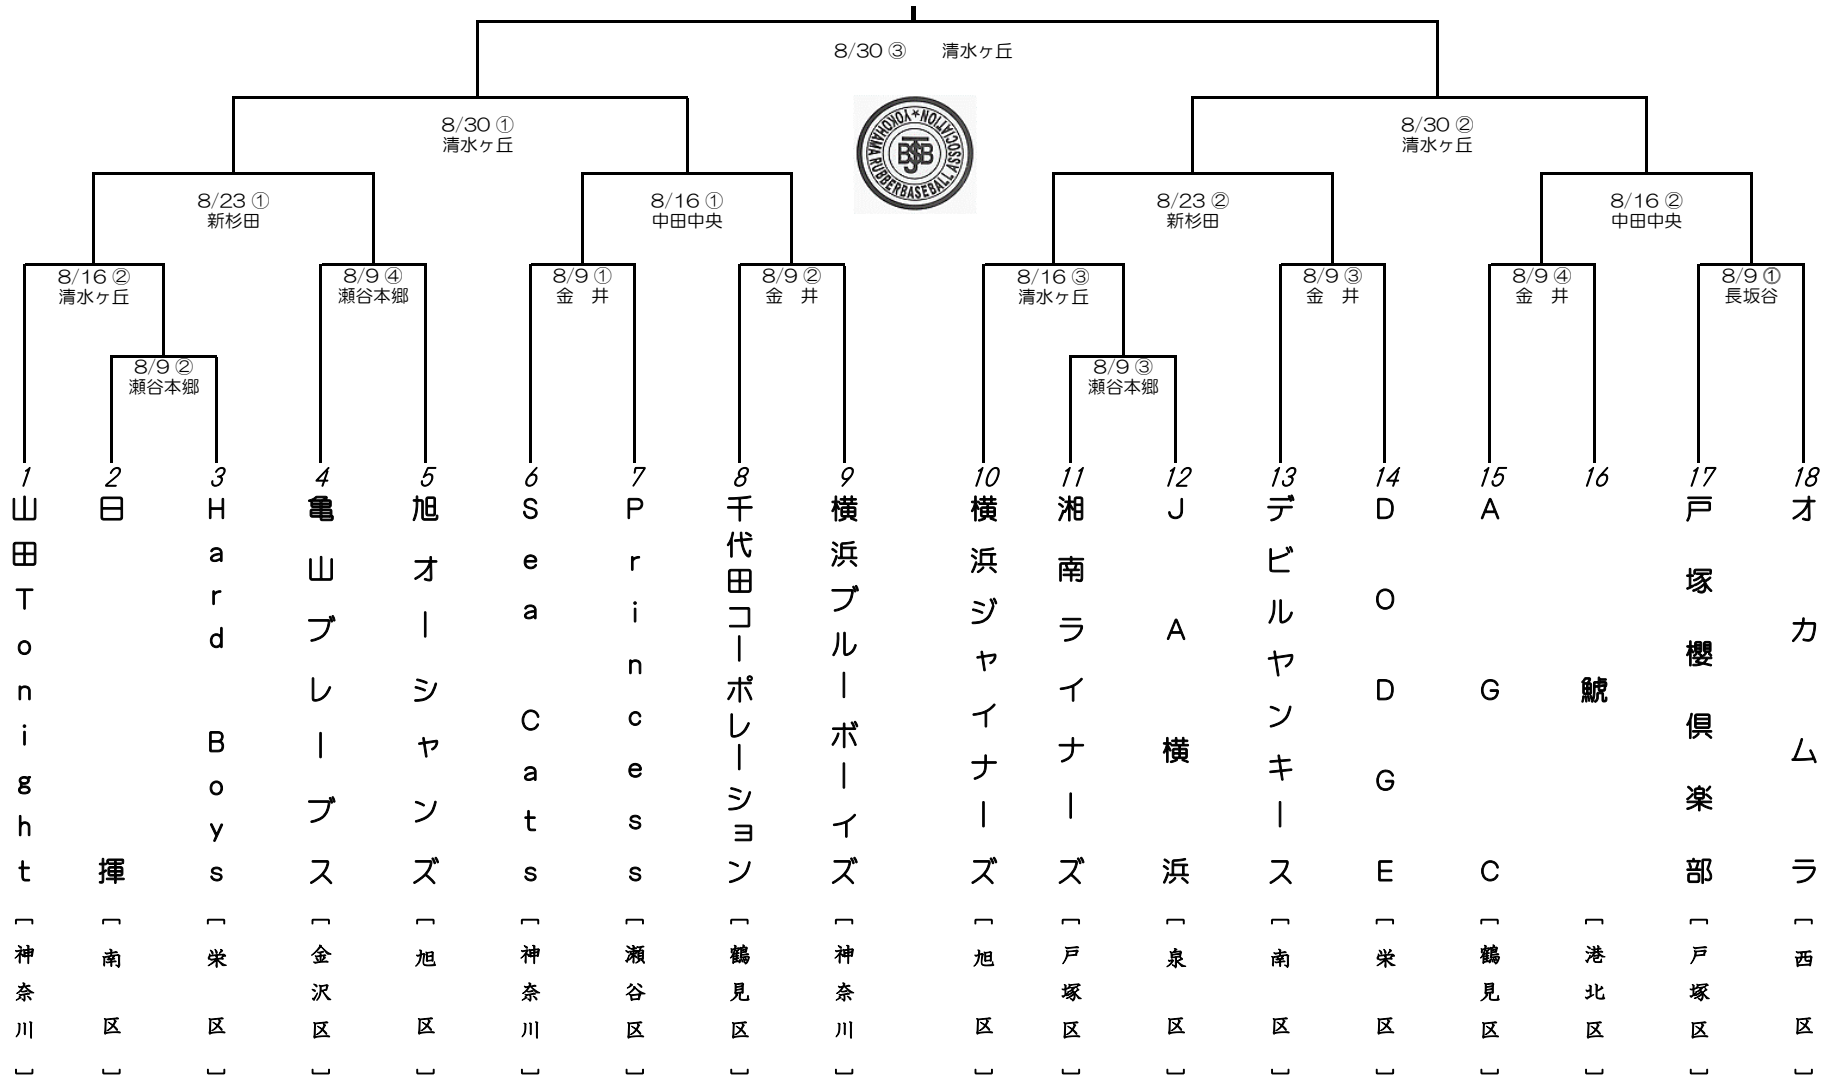 8/30 ③ 清水ヶ丘
8/30 ①
清水ヶ丘
YOKOHAMA RUBBERBASEBALL ASSOCIATION
JSBB
8/30 ②
清水ヶ丘
8/23 ①
新杉田
8/16 ①
中田中央
8/23 ②
新杉田
8/16 ②
中田中央
8/16 ②
清水ヶ丘
8/9 ④
瀬谷本郷
8/9 ①
金 井
8/9 ②
金 井
8/16 ③
清水ヶ丘
8/9 ③
金 井
8/9 ④
金 井
8/9 ①
長坂谷
8/9 ②
瀬谷本郷
8/9 ③
瀬谷本郷
1
山田Tonight
[神奈川]
2
日揮
[南区]
3
Hard Boys
[栄区]
4
亀山ブレーブス
[金沢区]
5
旭オーシャンズ
[旭区]
6
Sea Cats
[神奈川]
7
Princess
[瀬谷区]
8
千代田コーポレーション
[鶴見区]
9
横浜ブルーボーイズ
[神奈川]
10
横浜ジャイナーズ
[旭区]
11
湘南ライナーズ
[戸塚区]
12
JA横浜
[泉区]
13
デビルヤンキース
[南区]
14
DODGE
[栄区]
15
AGC
[鶴見区]
16
鯱
[港北区]
17
戸塚櫻倶楽部
[戸塚区]
18
オカムラ
[西区]